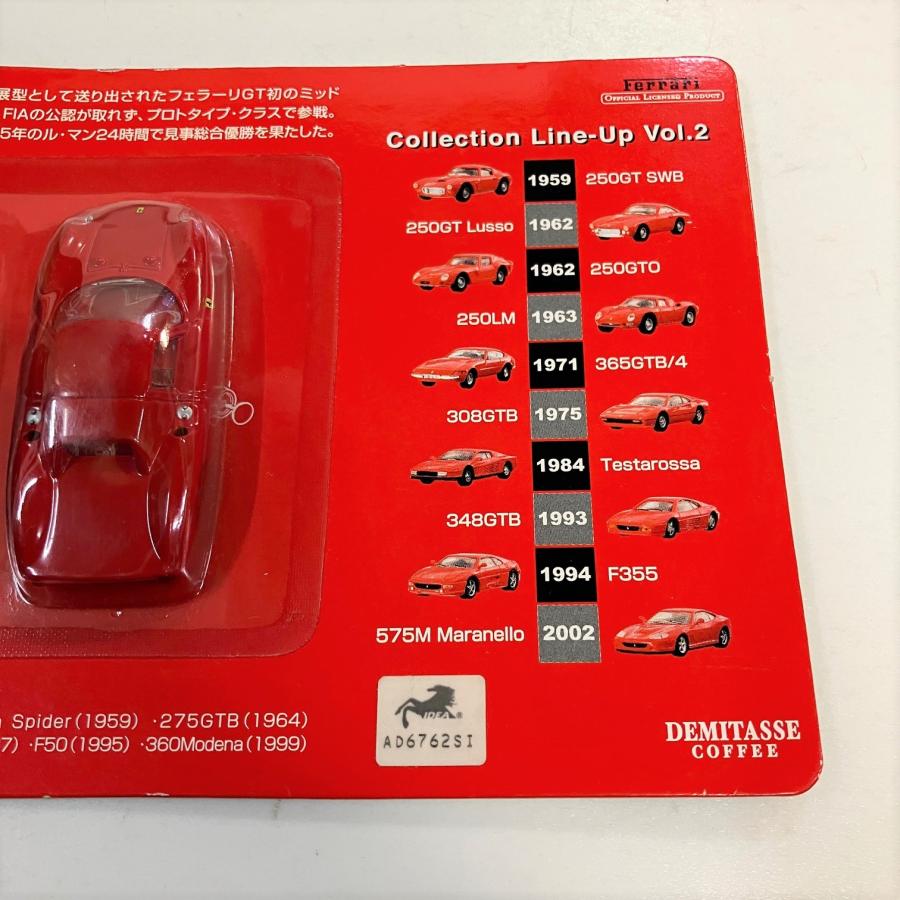 展型として送り出されたフェラーリGT初のミッド
FIAの公認が取れず、プロトタイプ・クラスで参戦。
5年のル・マン24時間で見事総合優勝を果たした。
Ferrari
OFFICIAL LICENSED PRODUCT
Collection Line-Up Vol.2
1959 250GT SWB
250GT Lusso 1962
1962 250GTO
250LM 1963
1971 365GTB/4
308GTB 1975
1984 Testarossa
348GTB 1993
1994 F355
575M Maranello 2002
Spider(1959) ・275GTB(1964)
7) ・F50(1995) ・360Modena(1999)
IDEA ®
AD6762SI
DEMITASSE
COFFEE